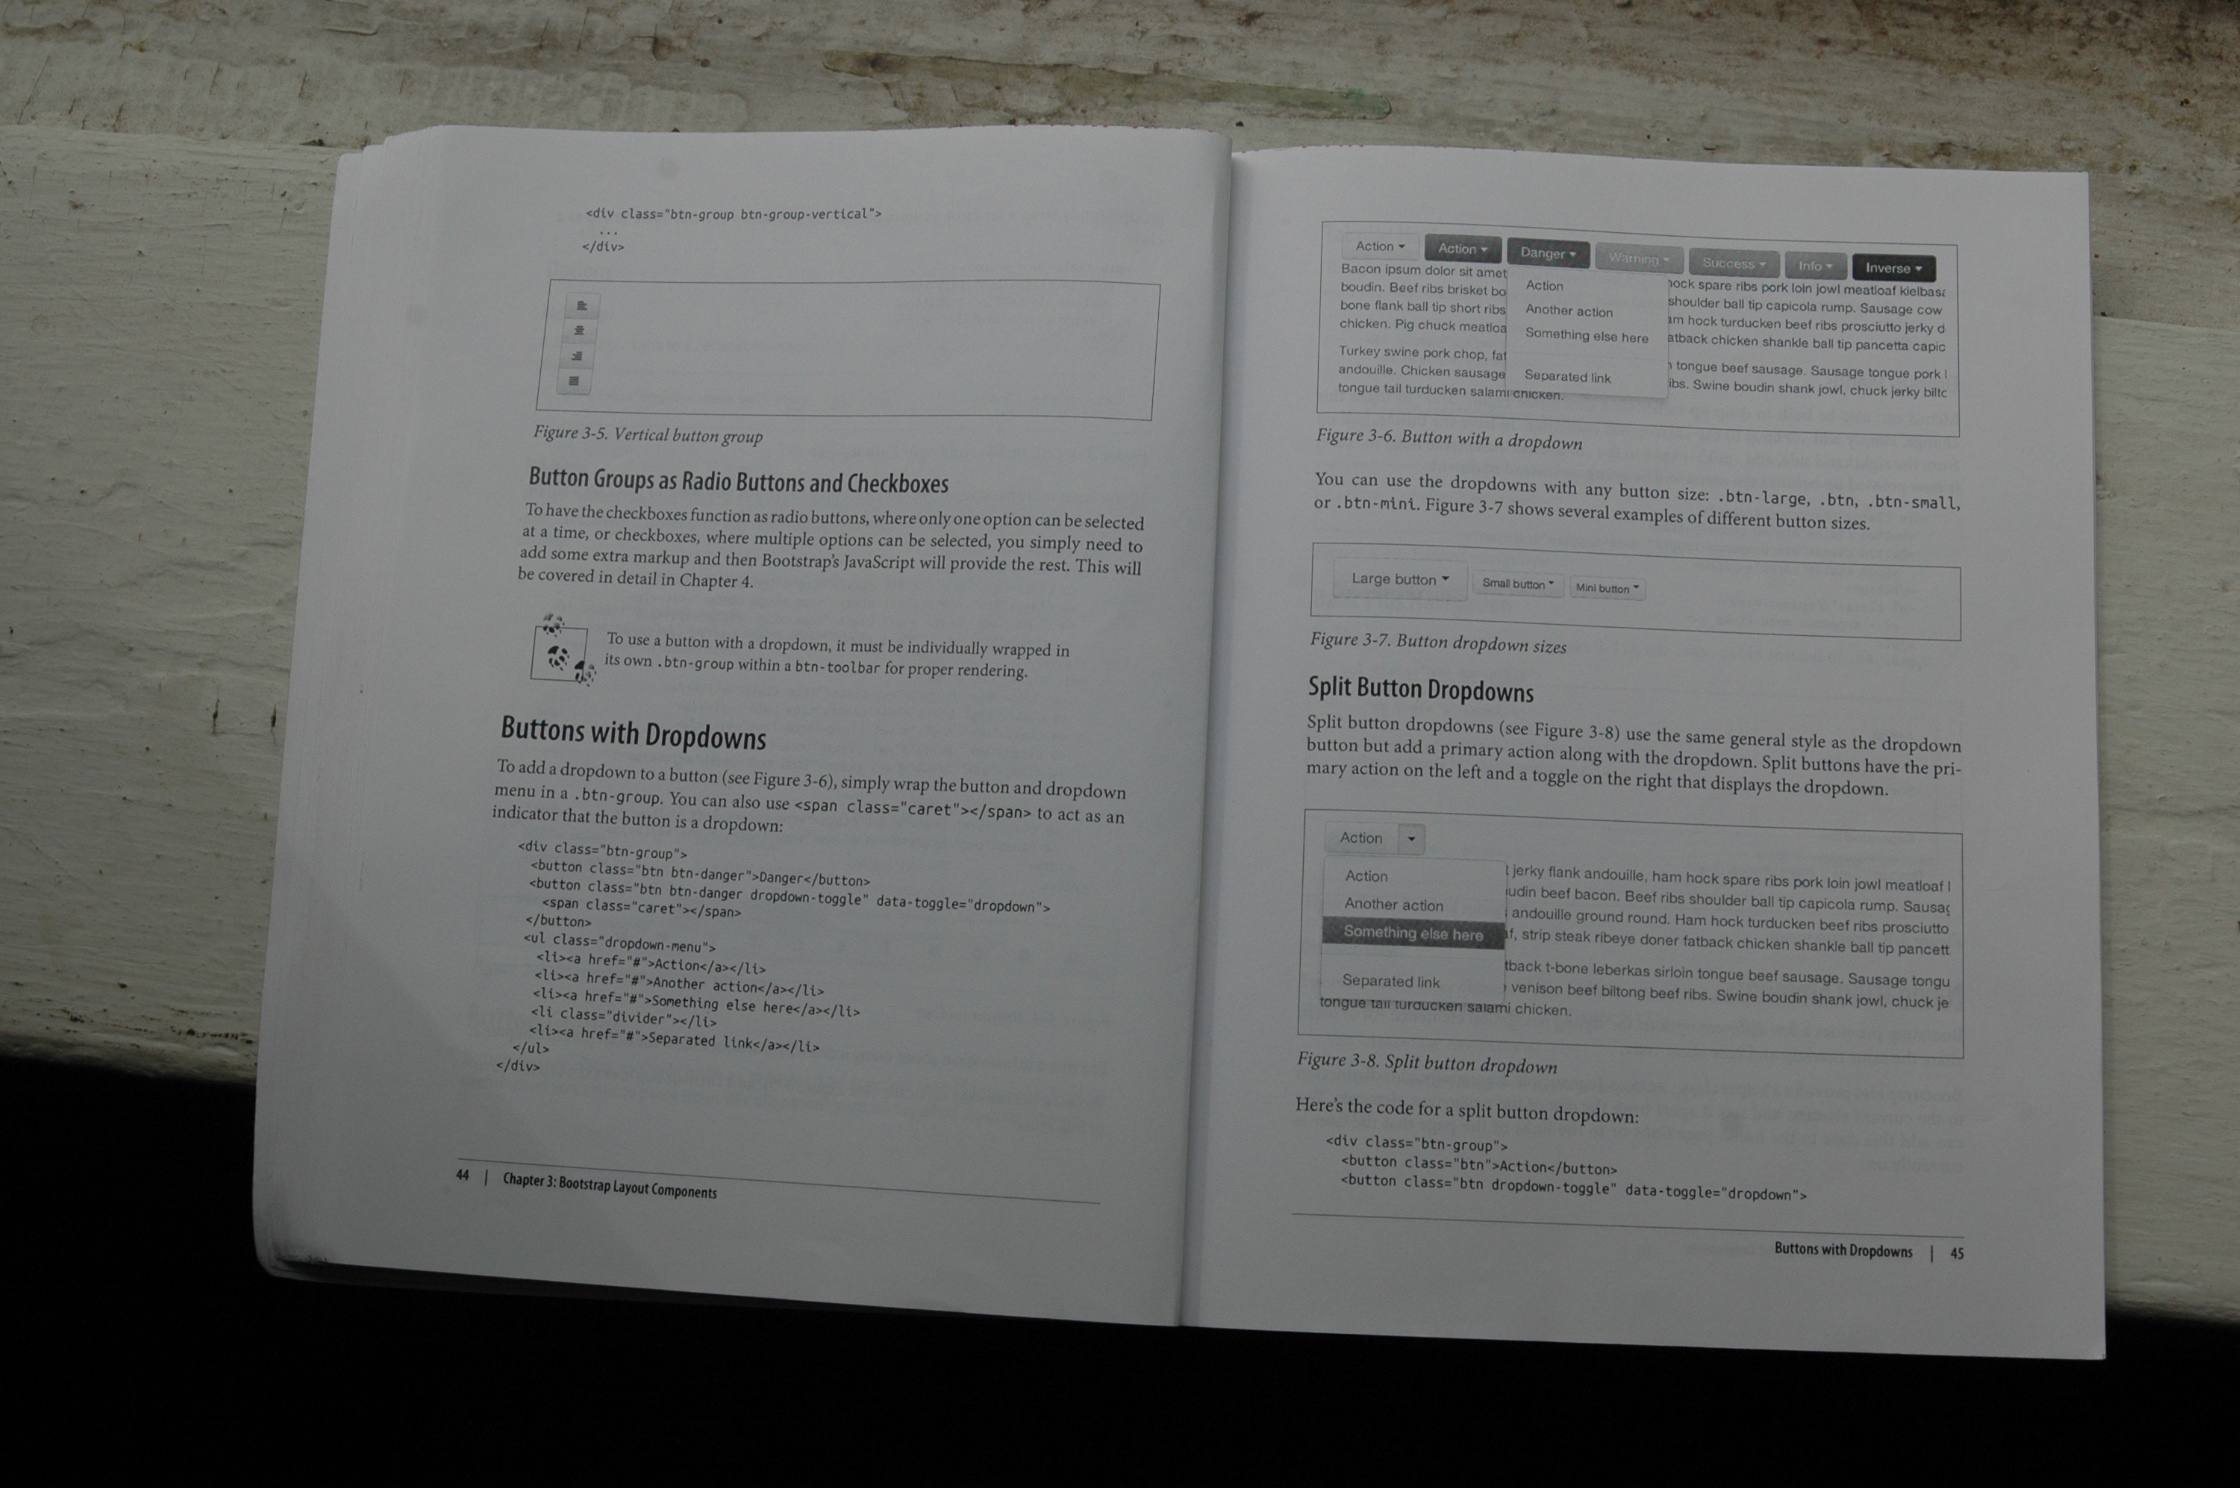 <div class="btn-group btn-group-vertical">
...
</div>
Figure 3-5. Vertical button group
Button Groups as Radio Buttons and Checkboxes
To have the checkboxes function as radio buttons, where only one option can be selected
at a time, or checkboxes, where multiple options can be selected, you simply need to
add some extra markup and then Bootstrap's JavaScript will provide the rest. This will
be covered in detail in Chapter 4.
To use a button with a dropdown, it must be individually wrapped in
its own .btn-group within a btn-toolbar for proper rendering.
Buttons with Dropdowns
To add a dropdown to a button (see Figure 3-6), simply wrap the button and dropdown
menu in a .btn-group. You can also use <span class="caret"></span> to act as an
indicator that the button is a dropdown:
<div class="btn-group">
<button class="btn btn-danger">Danger</button>
<button class="btn btn-danger dropdown-toggle" data-toggle="dropdown">
<span class="caret"></span>
</button>
<ul class="dropdown-menu">
<li><a href="#">Action</a></li>
<li><a href="#">Another action</a></li>
<li><a href="#">Something else here</a></li>
<li class="divider"></li>
<li><a href="#">Separated link</a></li>
</ul>
</div>
44 | Chapter 3: Bootstrap Layout Components
Action Action Danger Warning Success Info Inverse
Bacon ipsum dolor sit amet Action hock spare ribs pork loin jowl meatloaf kielbasa
boudin. Beef ribs brisket bo Another action shoulder ball tip capicola rump. Sausage cow
bone flank ball tip short ribs Something else here am hock turducken beef ribs prosciutto jerky d
chicken. Pig chuck meatloa atback chicken shankle ball tip pancetta capic
Turkey swine pork chop, fat tongue beef sausage. Sausage tongue pork l
andouille. Chicken sausage Separated link ibs. Swine boudin shank jowl, chuck jerky biltc
tongue tail turducken salami chicken.
Figure 3-6. Button with a dropdown
You can use the dropdowns with any button size: .btn-large, .btn, .btn-small,
or .btn-mini. Figure 3-7 shows several examples of different button sizes.
Large button Small button Mini button
Figure 3-7. Button dropdown sizes
Split Button Dropdowns
Split button dropdowns (see Figure 3-8) use the same general style as the dropdown
button but add a primary action along with the dropdown. Split buttons have the pri-
mary action on the left and a toggle on the right that displays the dropdown.
Action
Action t jerky flank andouille, ham hock spare ribs pork loin jowl meatloaf l
Another action udin beef bacon. Beef ribs shoulder ball tip capicola rump. Sausag
Something else here andouille ground round. Ham hock turducken beef ribs prosciutto
af, strip steak ribeye doner fatback chicken shankle ball tip pancett
tback t-bone leberkas sirloin tongue beef sausage. Sausage tongu
Separated link venison beef biltong beef ribs. Swine boudin shank jowl, chuck je
tongue tail turducken salami chicken.
Figure 3-8. Split button dropdown
Here's the code for a split button dropdown:
<div class="btn-group">
<button class="btn">Action</button>
<button class="btn dropdown-toggle" data-toggle="dropdown">
Buttons with Dropdowns | 45